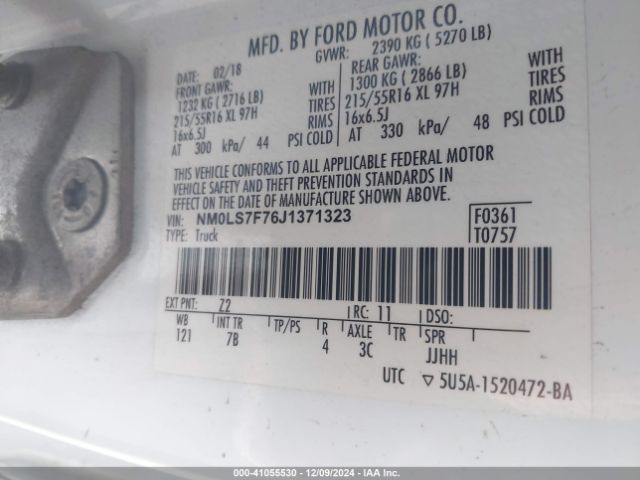 MFD. BY FORD MOTOR CO.
DATE: 02/18 GVWR: 2390 KG ( 5270 LB)
FRONT GAWR: REAR GAWR:
1232 KG ( 2716 LB) WITH 1300 KG ( 2866 LB) WITH
215/55R16 XL 97H TIRES 215/55R16 XL 97H TIRES
16x6.5J RIMS 16x6.5J RIMS
AT 300 kPa/ 44 PSI COLD AT 330 kPa/ 48 PSI COLD
THIS VEHICLE CONFORMS TO ALL APPLICABLE FEDERAL MOTOR
VEHICLE SAFETY AND THEFT PREVENTION STANDARDS IN
EFFECT ON THE DATE OF MANUFACTURE SHOWN ABOVE.
VIN: NM0LS7F76J1371323 F0361
TYPE: Truck T0757
EXT PNT: Z2 RC: 11 DSO:
WB INT TR TP/PS R AXLE TR SPR
121 7B 4 3C JJHH
UTC ▽ 5U5A-1520472-BA
000-41055530 - 12/09/2024 - IAA Inc.